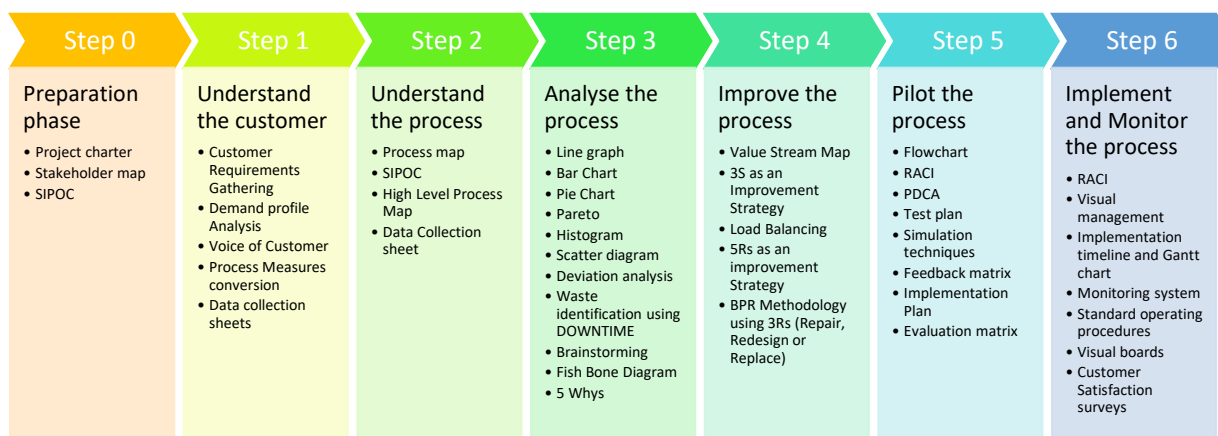 Step 0
Step 1
Step 2
Step 3
Step 4
Step 5
Step 6
Preparation
phase
• Project charter
• Stakeholder map
• SIPOC
Understand
the customer
• Customer
Requirements
Gathering
• Demand profile
Analysis
• Voice of Customer
• Process Measures
conversion
• Data collection
sheets
Understand
the process
• Process map
• SIPOC
• High Level Process
Map
• Data Collection
sheet
Analyse the
process
• Line graph
• Bar Chart
• Pie Chart
• Pareto
• Histogram
• Scatter diagram
• Deviation analysis
• Waste
identification using
DOWNTIME
• Brainstorming
• Fish Bone Diagram
• 5 Whys
Improve the
process
• Value Stream Map
• 3S as an
Improvement
Strategy
• Load Balancing
• 5Rs as an
improvement
Strategy
• BPR Methodology
using 3Rs (Repair,
Redesign or
Replace)
Pilot the
process
• Flowchart
• RACI
• PDCA
• Test plan
• Simulation
techniques
• Feedback matrix
• Implementation
Plan
• Evaluation matrix
Implement
and Monitor
the process
• RACI
• Visual
management
• Implementation
timeline and Gantt
chart
• Monitoring system
• Standard operating
procedures
• Visual boards
• Customer
Satisfaction
surveys